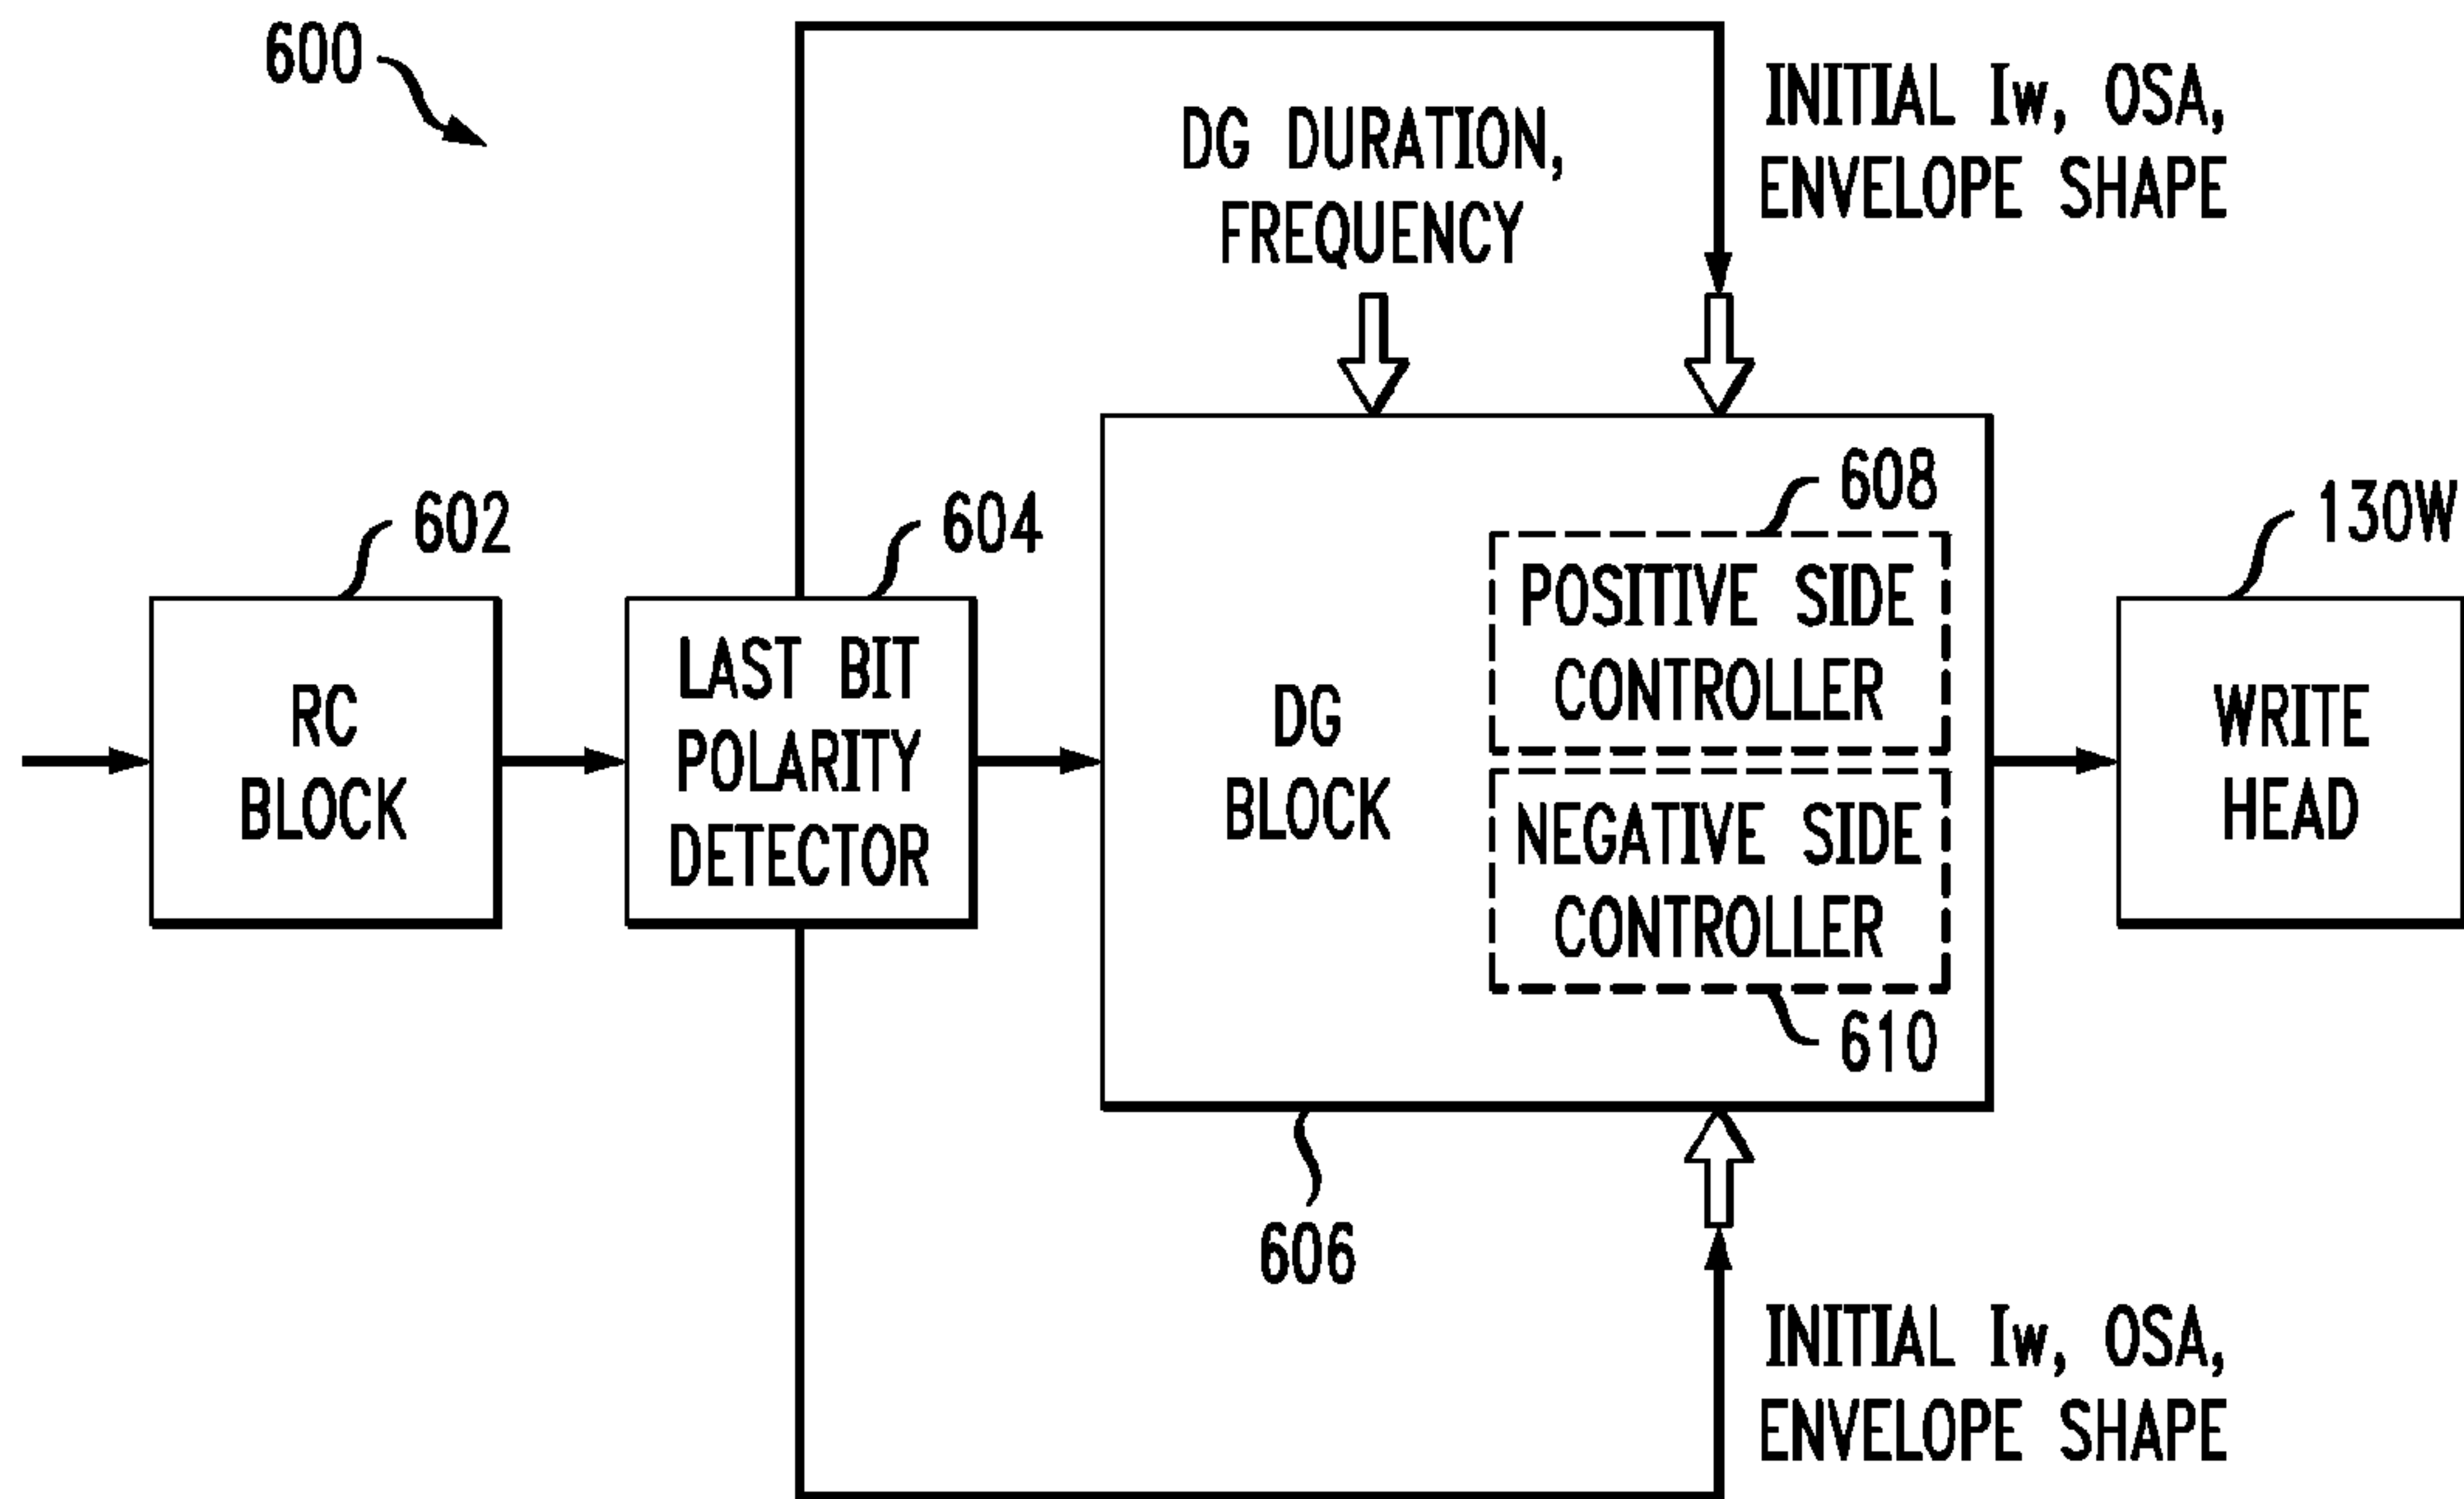 600
DG DURATION,
FREQUENCY
INITIAL Iw, OSA,
ENVELOPE SHAPE
602
604
608
130W
RC
BLOCK
LAST BIT
POLARITY
DETECTOR
DG
BLOCK
POSITIVE SIDE
CONTROLLER
NEGATIVE SIDE
CONTROLLER
WRITE
HEAD
610
606
INITIAL Iw, OSA,
ENVELOPE SHAPE